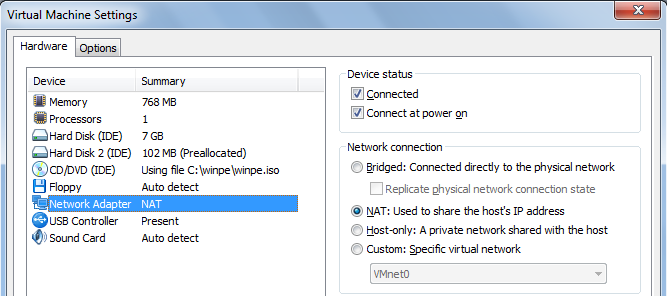 Virtual Machine Settings
Hardware Options
Device Summary
Memory 768 MB
Processors 1
Hard Disk (IDE) 7 GB
Hard Disk 2 (IDE) 102 MB (Preallocated)
CD/DVD (IDE) Using file C:\winpe\winpe.iso
Floppy Auto detect
Network Adapter NAT
USB Controller Present
Sound Card Auto detect
Device status
Connected
Connect at power on
Network connection
Bridged: Connected directly to the physical network
Replicate physical network connection state
NAT: Used to share the host's IP address
Host-only: A private network shared with the host
Custom: Specific virtual network
VMnet0